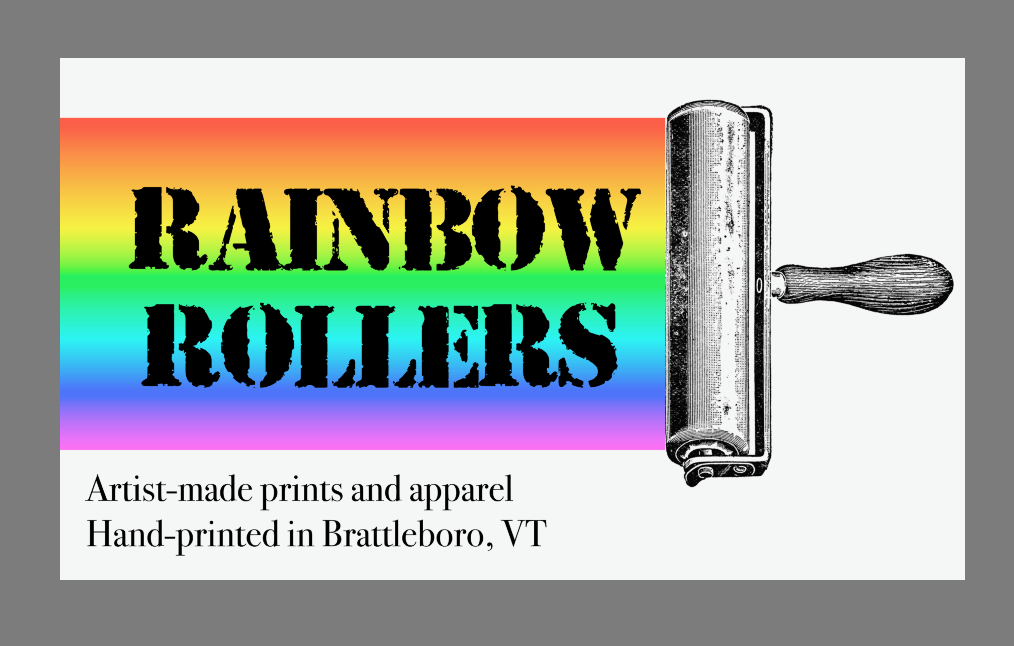 RAINBOW
ROLLERS
Artist-made prints and apparel
Hand-printed in Brattleboro, VT